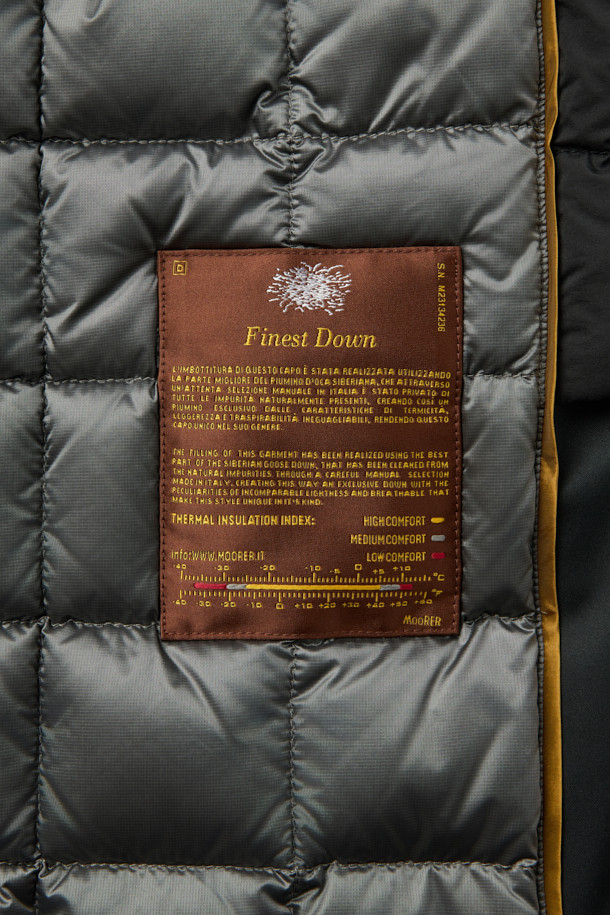 D
S.N. M23134236
Finest Down
L'IMBOTTITURA DI QUESTO CAPO È STATA REALIZZATA UTILIZZANDO
LA PARTE MIGLIORE DEL PIUMINO D'OCA SIBERIANA, CHE ATTRAVERSO
UN'ATTENTA SELEZIONE MANUALE IN ITALIA È STATO PRIVATO DI
TUTTE LE IMPURITÀ NATURALMENTE PRESENTI, CREANDO COSÌ UN
PIUMINO ESCLUSIVO DALLE CARATTERISTICHE DI TERMICITÀ,
LEGGEREZZA E TRASPIRABILITÀ INEGUAGLIABILI, RENDENDO QUESTO
CAPO UNICO NEL SUO GENERE.
THE FILLING OF THIS GARMENT HAS BEEN REALIZED USING THE BEST
PART OF THE SIBERIAN GOOSE DOWN, THAT HAS BEEN CLEANED FROM
THE NATURAL IMPURITIES THROUGH A CAREFUL MANUAL SELECTION
MADE IN ITALY, CREATING THIS WAY AN EXCLUSIVE DOWN WITH THE
PECULIARITIES OF INCOMPARABLE LIGHTNESS AND BREATHABLE THAT
MAKE THIS STYLE UNIQUE IN IT'S KIND.
THERMAL INSULATION INDEX: HIGH COMFORT
MEDIUM COMFORT
info:WWW.MOORER.IT LOW COMFORT
-40 -30 -20 -10 -5 0 +5 +10 °C
-40 -30 -20 -10 0 +10 +20 +30 +40 +50 +60 °F
MOORER